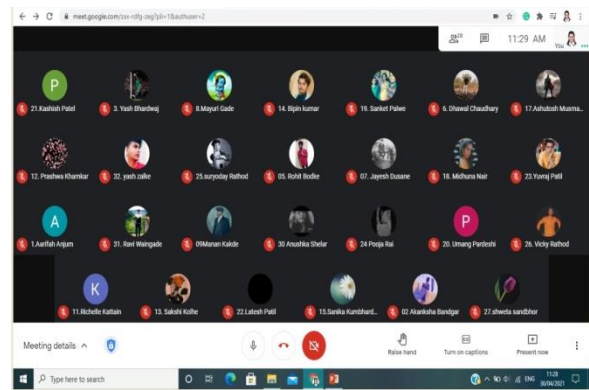 meet.google.com/zxx-dfg-zeg?pli=1&authuser=2
28 11:29 AM You
P
21.Kashish Patel 3. Yash Bhardwaj 8.Mayuri Gade 14. Bipin kumar 19. Sanket Palwe 6. Dhawal Chaudhary 17.Ashutosh Musma...
12. Prashwa Khamkar 32. yash zalke 25.suryoday Rathod 05. Rohit Bodke 07. Jayesh Dusane 18. Midhuna Nair 23.Yuvraj Patil
A P
1.Aarifah Anjum 31. Ravi Waingade 09Manan Kakde 30 Anushka Shelar 24 Pooja Rai 20. Umang Pardeshi 26. Vicky Rathod
K
11.Richelle Kattain 13. Sakshi Kolhe 22.Latesh Patil 15.Sanika Kumbhard... 02 Akanksha Bandgar 27.shweta sandbhor
Meeting details Raise hand Turn on captions Present now
Type here to search ENG 11:28
30/04/2021